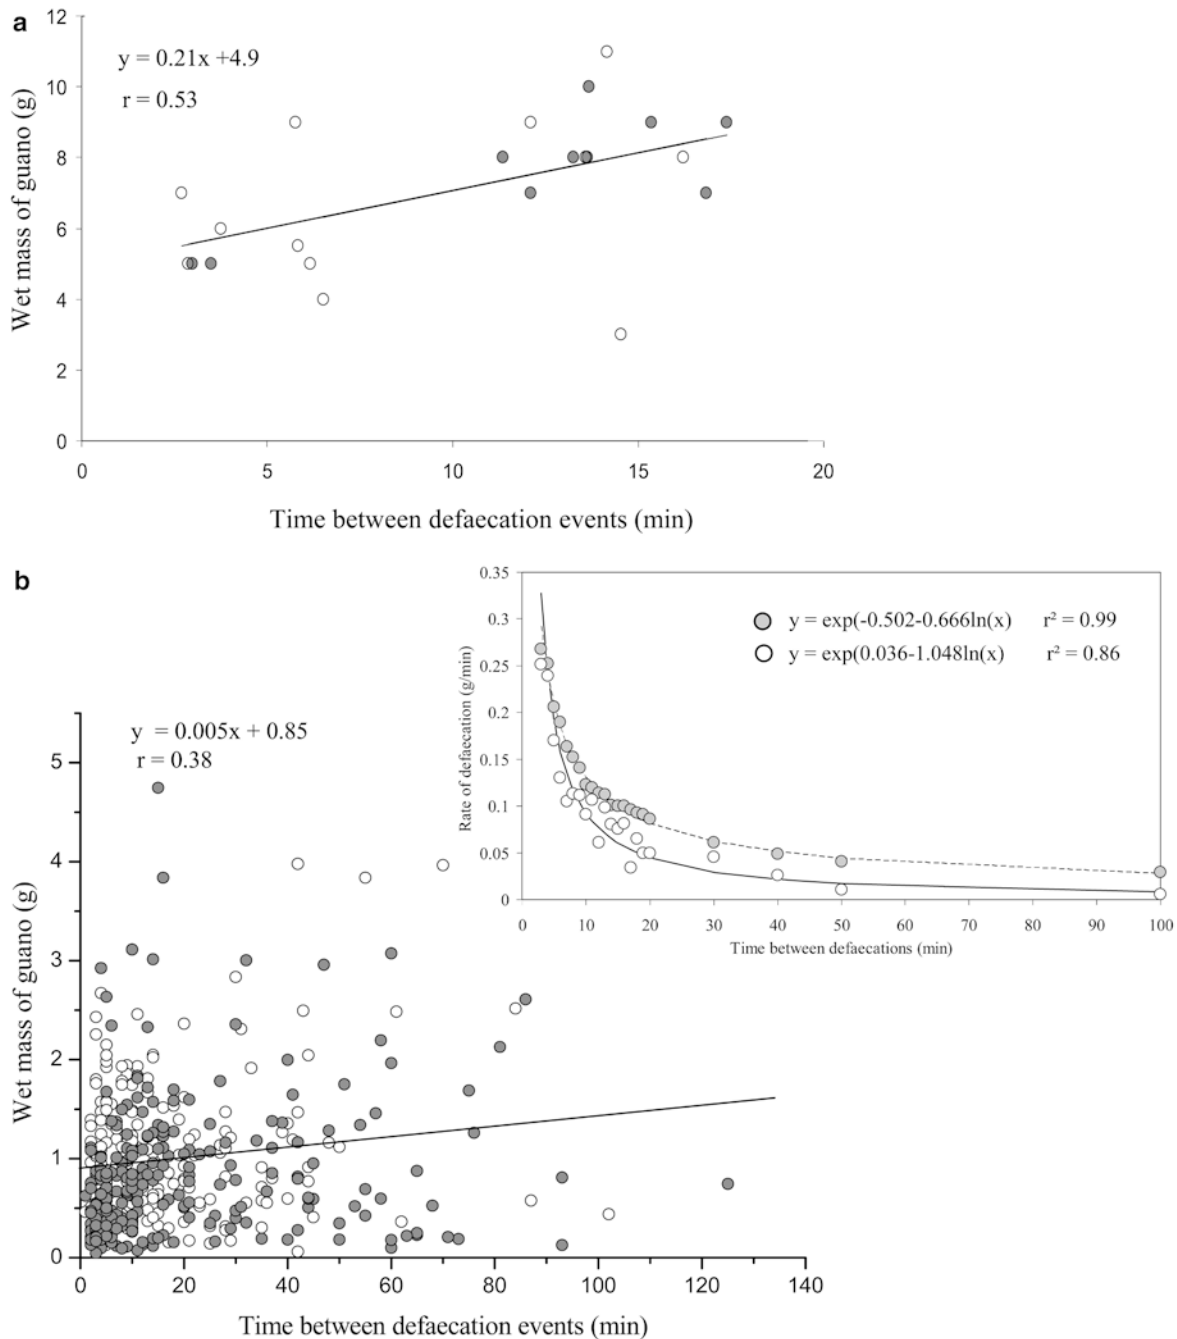 a
12
10
8
6
4
2
0
y = 0.21x +4.9
r = 0.53
Wet mass of guano (g)
0 5 10 15 20
Time between defaecation events (min)
b
0.35
0.3
0.25
0.2
0.15
0.1
0.05
0
Rate of defaecation (g/min)
y = exp(-0.502-0.666ln(x) r² = 0.99
y = exp(0.036-1.048ln(x) r² = 0.86
0 10 20 30 40 50 60 70 80 90 100
Time between defaecations (min)
y = 0.005x + 0.85
r = 0.38
5
4
3
2
1
0
Wet mass of guano (g)
0 20 40 60 80 100 120 140
Time between defaecation events (min)